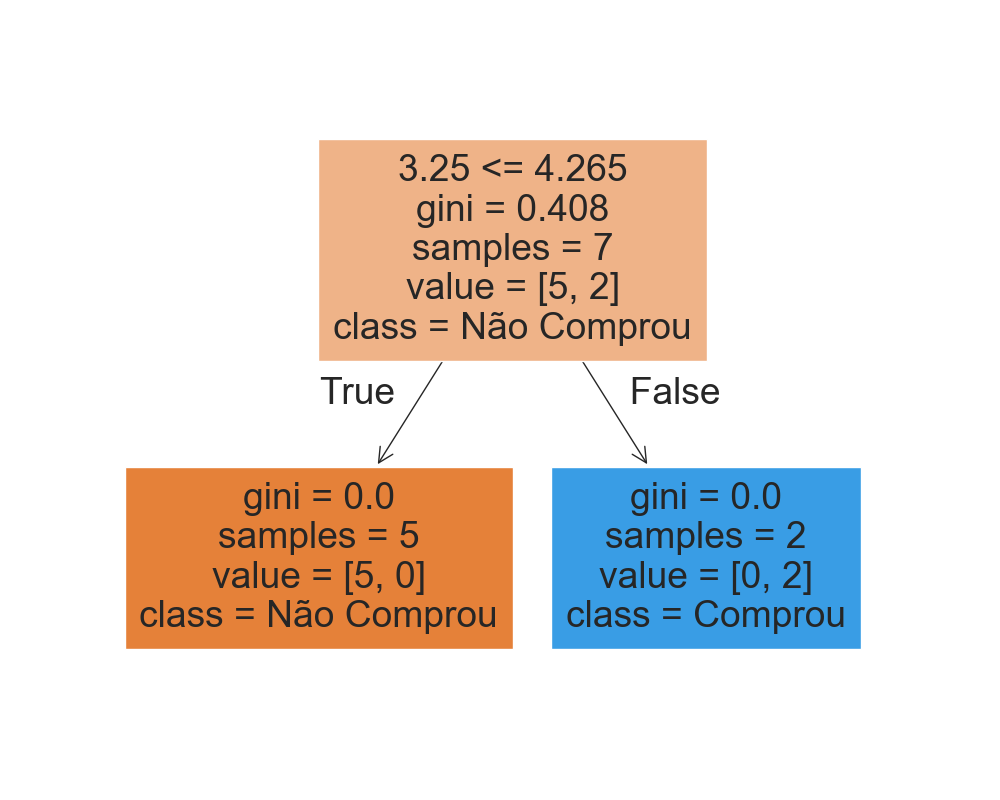 3.25 <= 4.265
gini = 0.408
samples = 7
value = [5, 2]
class = Não Comprou
True
False
gini = 0.0
samples = 5
value = [5, 0]
class = Não Comprou
gini = 0.0
samples = 2
value = [0, 2]
class = Comprou